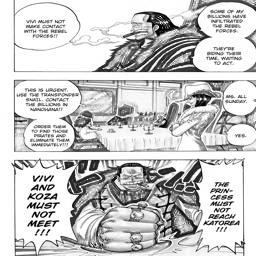 VIVI MUST NOT
MAKE
CONTACT WITH
THE REBEL
FORCES!!
SOME OF MY
BILLIONS HAVE
INFILTRATED
THE REBEL
FORCES.
THEY'RE
BIDING THEIR
TIME, WAITING
TO ACT.
THIS IS URGENT.
USE THE TRANSPONDER
SNAIL. CONTACT THE
BILLIONS IN
NANOHANA!!
ORDER THEM
TO FIND THOSE
PIRATES AND
ELIMINATE THEM
IMMEDIATELY!!!
MS. ALL
SUNDAY.
YES.
VIVI
AND
KOZA
MUST
NOT
MEET
!!!
THE
PRIN-
CESS
MUST
NOT
REACH
KATOREA
!!!